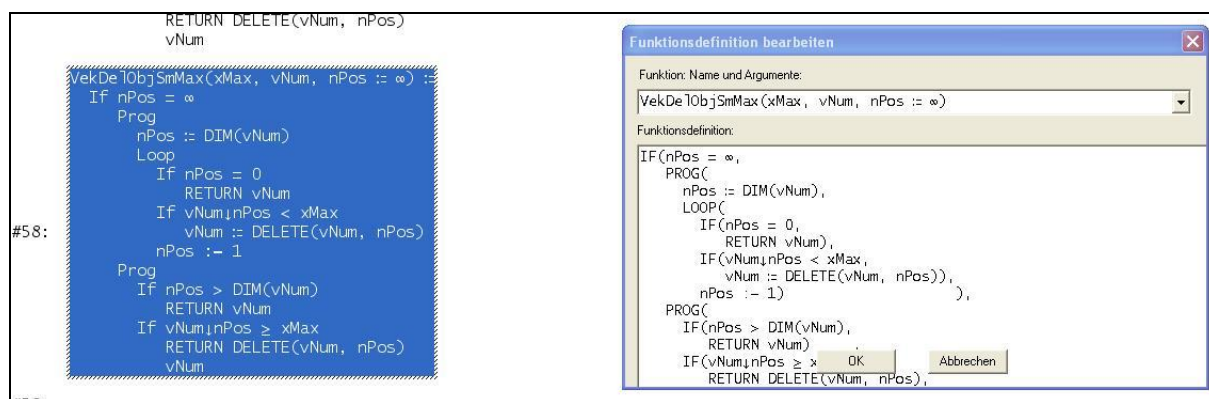 RETURN DELETE(vNum, nPos)
vNum
VekDelObjSmMax(xMax, vNum, nPos := ∞) :=
If nPos = ∞
Prog
nPos := DIM(vNum)
Loop
If nPos = 0
RETURN vNum
If vNum↓nPos < xMax
vNum := DELETE(vNum, nPos)
#58:
nPos :- 1
Prog
If nPos > DIM(vNum)
RETURN vNum
If vNum↓nPos ≥ xMax
RETURN DELETE(vNum, nPos)
vNum
Funktionsdefinition bearbeiten
Funktion: Name und Argumente:
VekDelObjSmMax(xMax, vNum, nPos := ∞)
Funktionsdefinition:
IF(nPos = ∞,
PROG(
nPos := DIM(vNum),
LOOP(
IF(nPos = 0,
RETURN vNum),
IF(vNum↓nPos < xMax,
vNum := DELETE(vNum, nPos)),
nPos :- 1) ),
PROG(
IF(nPos > DIM(vNum),
RETURN vNum)
IF(vNum↓nPos ≥ x
OK
Abbrechen
RETURN DELETE(vNum, nPos),